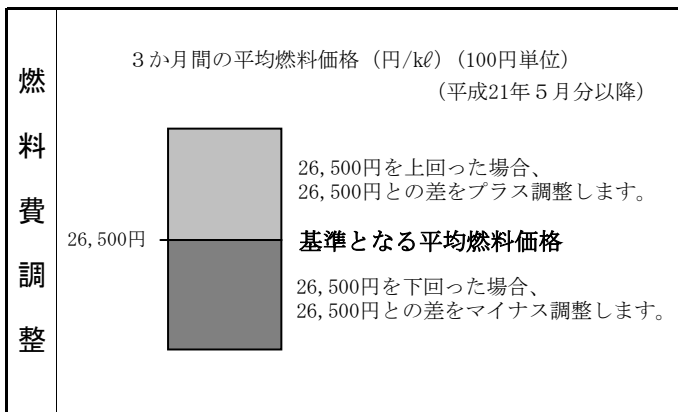 燃料費調整
3か月間の平均燃料価格（円/kℓ）（100円単位）
（平成21年5月分以降）
26,500円を上回った場合、
26,500円との差をプラス調整します。
26,500円
基準となる平均燃料価格
26,500円を下回った場合、
26,500円との差をマイナス調整します。